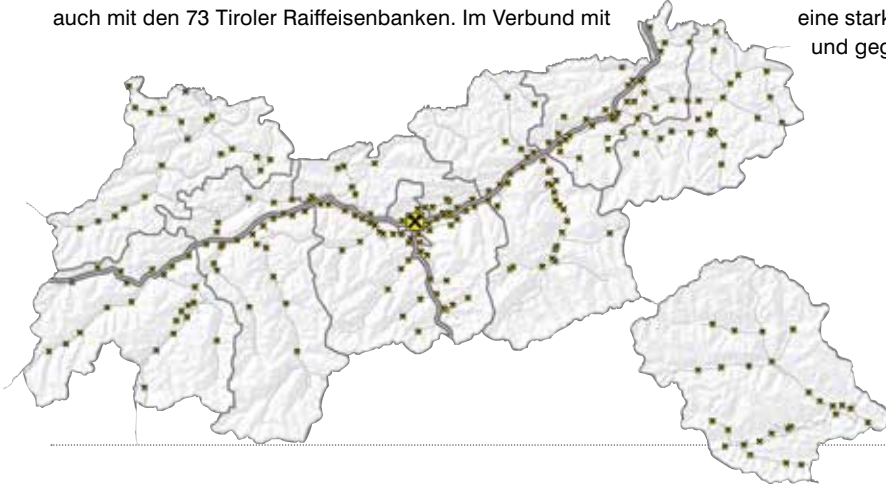 auch mit den 73 Tiroler Raiffeisenbanken. Im Verbund mit
eine stark
und geg